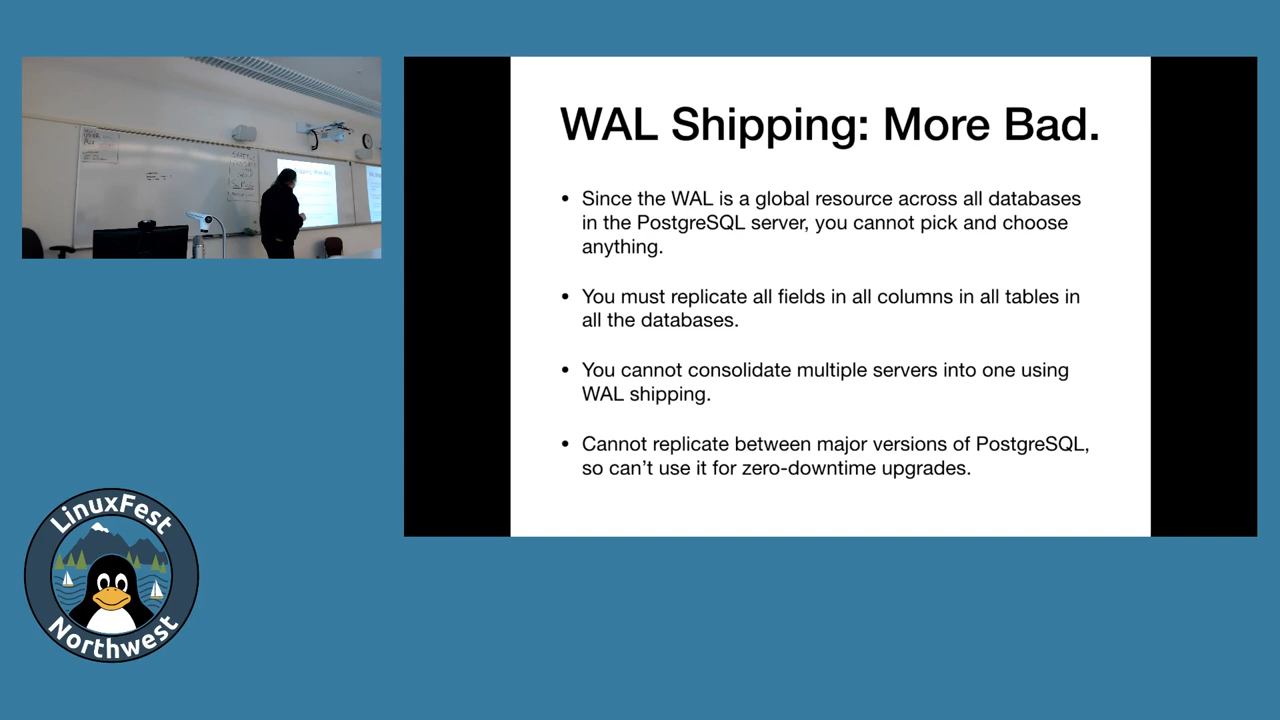 WAL Shipping: More Bad.
• Since the WAL is a global resource across all databases
in the PostgreSQL server, you cannot pick and choose
anything.
• You must replicate all fields in all columns in all tables in
all the databases.
• You cannot consolidate multiple servers into one using
WAL shipping.
• Cannot replicate between major versions of PostgreSQL,
so can’t use it for zero-downtime upgrades.
LinuxFest
Northwest